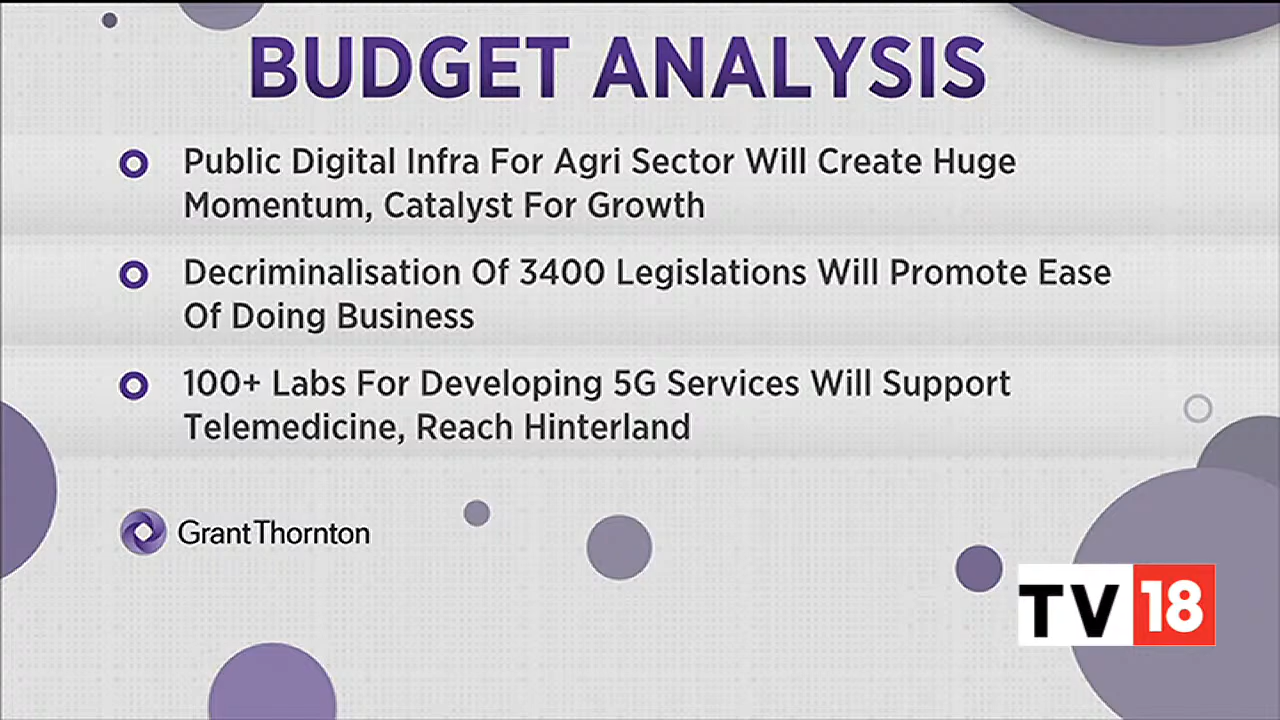 BUDGET ANALYSIS
Public Digital Infra For Agri Sector Will Create Huge
Momentum, Catalyst For Growth
Decriminalisation Of 3400 Legislations Will Promote Ease
Of Doing Business
100+ Labs For Developing 5G Services Will Support
Telemedicine, Reach Hinterland
GrantThornton
TV18